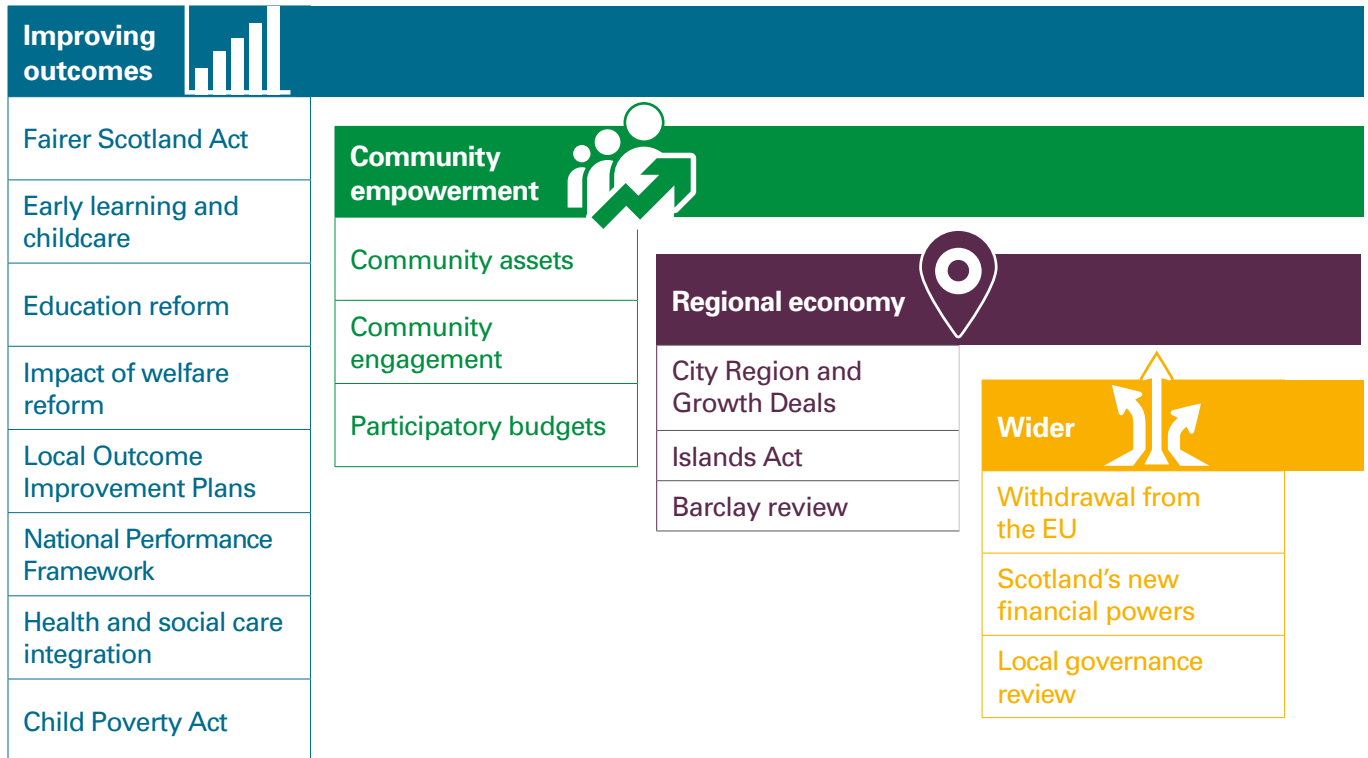 Improving
outcomes
Fairer Scotland Act
Early learning and
childcare
Education reform
Impact of welfare
reform
Local Outcome
Improvement Plans
National Performance
Framework
Health and social care
integration
Child Poverty Act
Community
empowerment
Community assets
Community
engagement
Participatory budgets
Regional economy
City Region and
Growth Deals
Islands Act
Barclay review
Wider
Withdrawal from
the EU
Scotland’s new
financial powers
Local governance
review